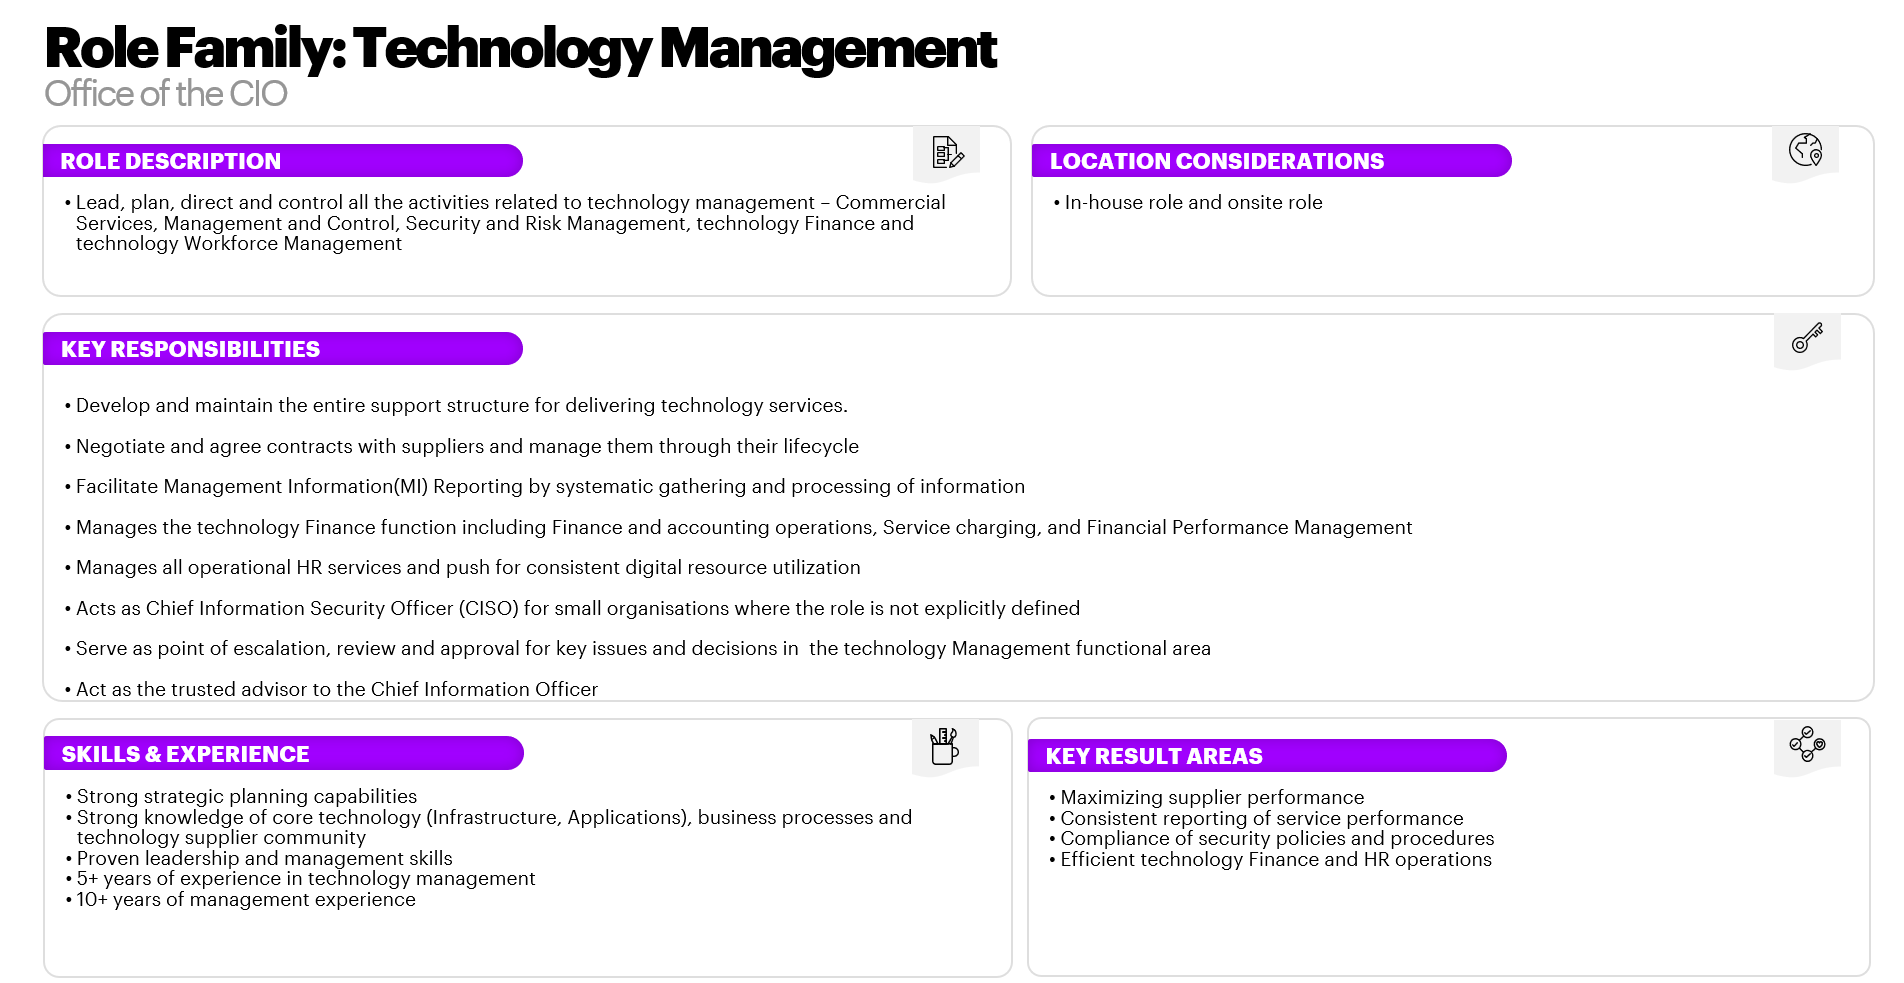 Role Family: Technology Management
Office of the CIO
ROLE DESCRIPTION
• Lead, plan, direct and control all the activities related to technology management – Commercial
Services, Management and Control, Security and Risk Management, technology Finance and
technology Workforce Management
LOCATION CONSIDERATIONS
• In-house role and onsite role
KEY RESPONSIBILITIES
• Develop and maintain the entire support structure for delivering technology services.
• Negotiate and agree contracts with suppliers and manage them through their lifecycle
• Facilitate Management Information(MI) Reporting by systematic gathering and processing of information
• Manages the technology Finance function including Finance and accounting operations, Service charging, and Financial Performance Management
• Manages all operational HR services and push for consistent digital resource utilization
• Acts as Chief Information Security Officer (CISO) for small organisations where the role is not explicitly defined
• Serve as point of escalation, review and approval for key issues and decisions in  the technology Management functional area
• Act as the trusted advisor to the Chief Information Officer
SKILLS & EXPERIENCE
• Strong strategic planning capabilities
• Strong knowledge of core technology (Infrastructure, Applications), business processes and
technology supplier community
• Proven leadership and management skills
• 5+ years of experience in technology management
• 10+ years of management experience
KEY RESULT AREAS
• Maximizing supplier performance
• Consistent reporting of service performance
• Compliance of security policies and procedures
• Efficient technology Finance and HR operations